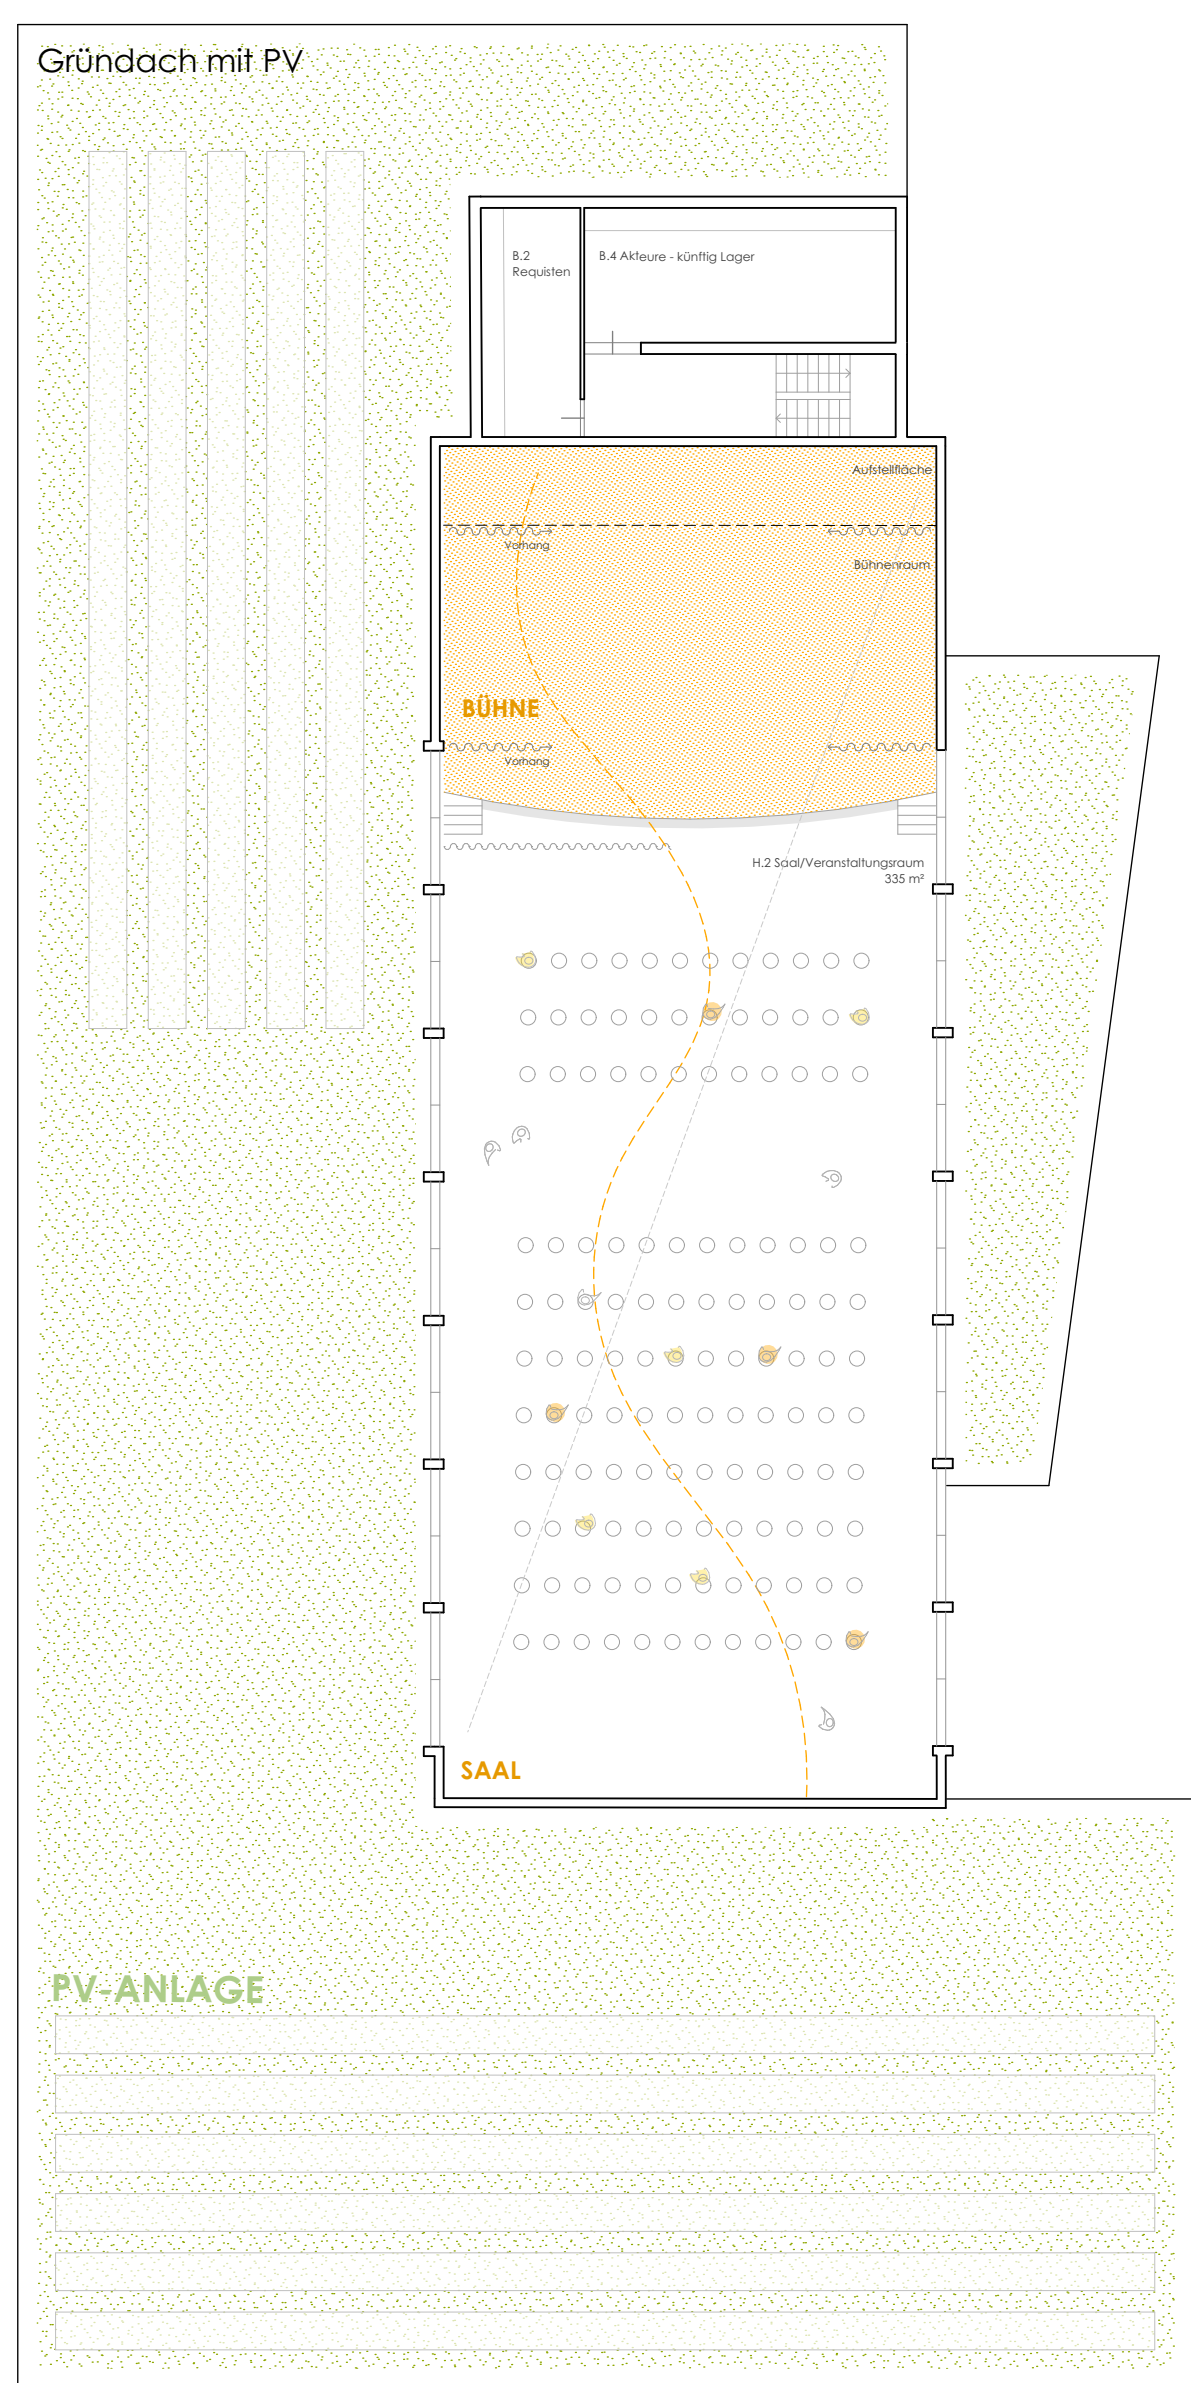 Gründach mit PV
B.2
Requisten
B.4 Akteure - künftig Lager
Aufstellfläche
Vorhang
Bühnenraum
BÜHNE
Vorhang
H.2 Saal/Veranstaltungsraum
335 m²
SAAL
PV-ANLAGE